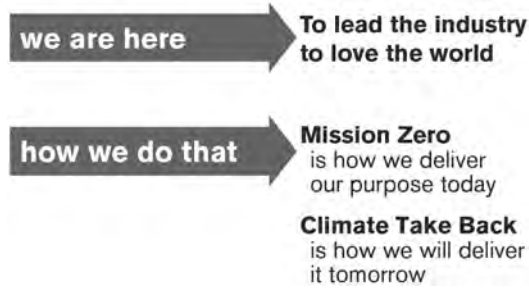 we are here
To lead the industry
to love the world
how we do that
Mission Zero
is how we deliver
our purpose today
Climate Take Back
is how we will deliver
it tomorrow